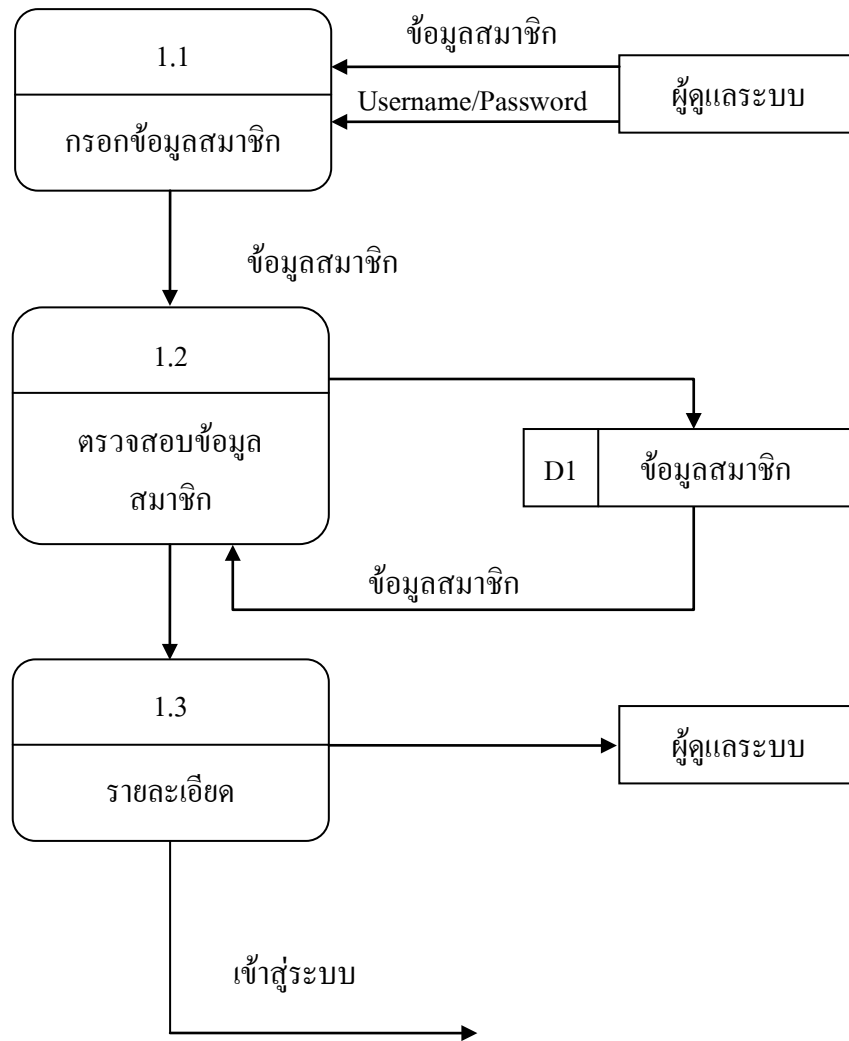 ข้อมูลสมาชิก
1.1
ผู้ดูแลระบบ
Username/Password
กรอกข้อมูลสมาชิก
ข้อมูลสมาชิก
1.2
ตรวจสอบข้อมูล
สมาชิก
D1
ข้อมูลสมาชิก
ข้อมูลสมาชิก
1.3
ผู้ดูแลระบบ
รายละเอียด
เข้าสู่ระบบ